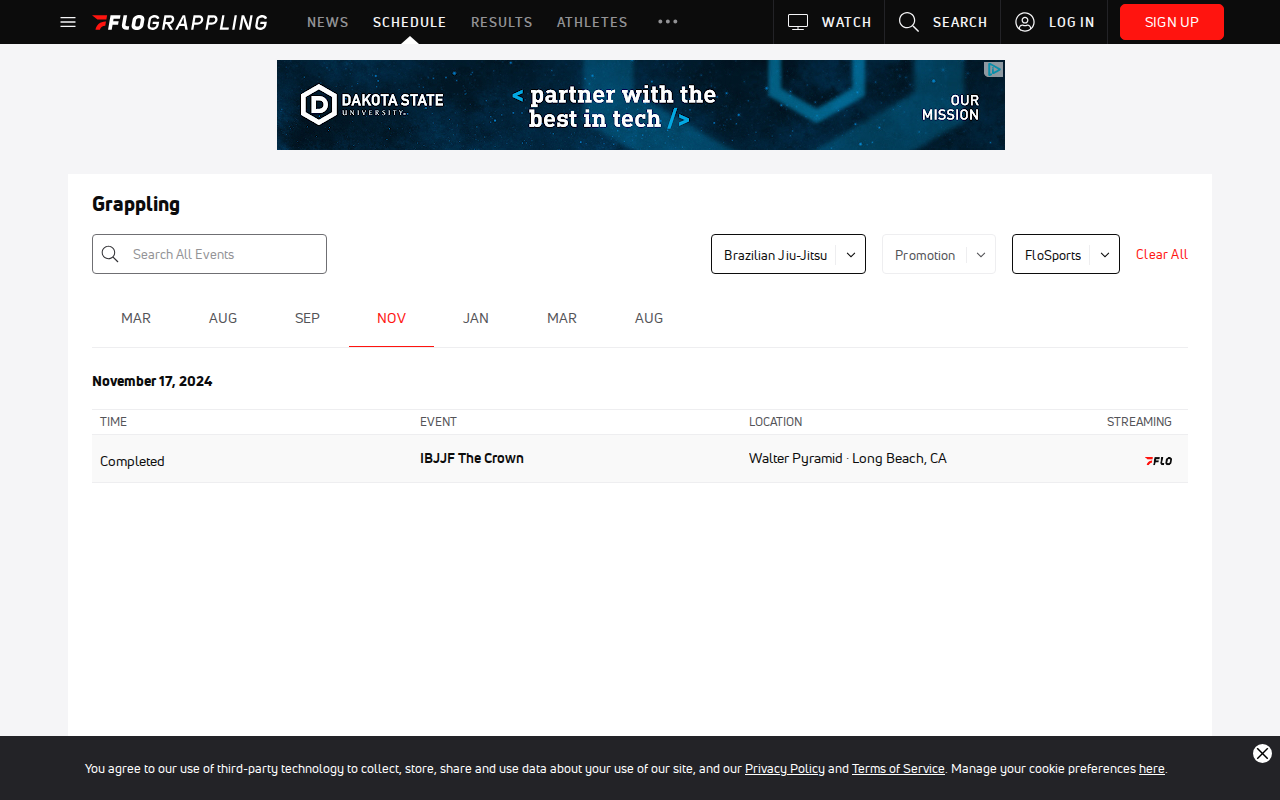 FLOGRAPPLING NEWS SCHEDULE RESULTS ATHLETES ••• WATCH SEARCH LOG IN SIGN UP
DAKOTA STATE
UNIVERSITY
< partner with the
best in tech />
OUR
MISSION
Grappling
Search All Events Brazilian Jiu-Jitsu Promotion FloSports Clear All
MAR AUG SEP NOV JAN MAR AUG
November 17, 2024
TIME EVENT LOCATION STREAMING
Completed IBJJF The Crown Walter Pyramid · Long Beach, CA FLO
You agree to our use of third-party technology to collect, store, share and use data about your use of our site, and our Privacy Policy and Terms of Service. Manage your cookie preferences here.